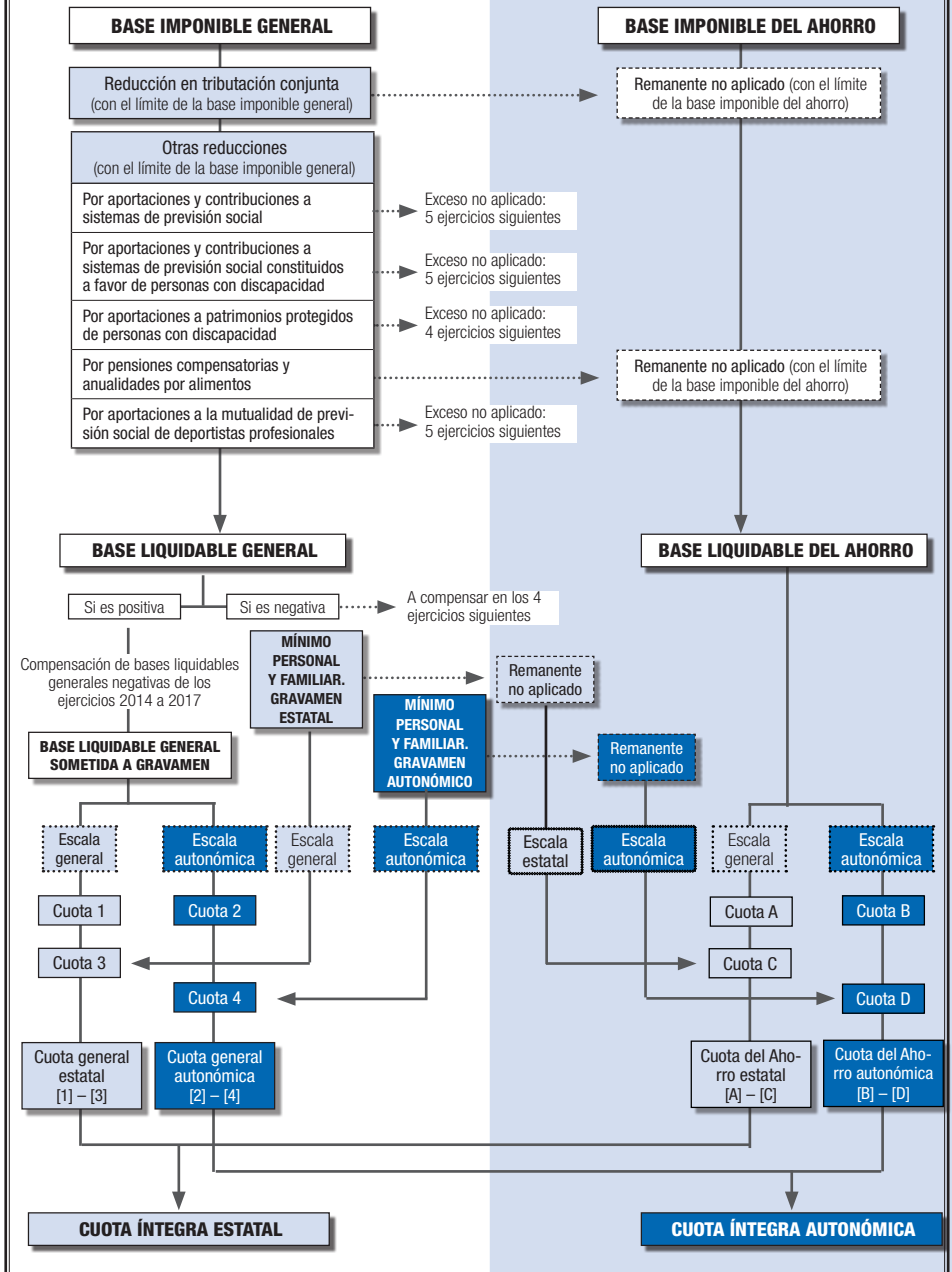 BASE IMPONIBLE GENERAL
BASE IMPONIBLE DEL AHORRO
Reducción en tributación conjunta
(con el límite de la base imponible general)
Remanente no aplicado (con el límite
de la base imponible del ahorro)
Otras reducciones
(con el límite de la base imponible general)
Por aportaciones y contribuciones a
sistemas de previsión social
Exceso no aplicado:
5 ejercicios siguientes
Por aportaciones y contribuciones a
sistemas de previsión social constituidos
a favor de personas con discapacidad
Exceso no aplicado:
5 ejercicios siguientes
Por aportaciones a patrimonios protegidos
de personas con discapacidad
Exceso no aplicado:
4 ejercicios siguientes
Por pensiones compensatorias y
anualidades por alimentos
Remanente no aplicado (con el límite
de la base imponible del ahorro)
Por aportaciones a la mutualidad de previ-
sión social de deportistas profesionales
Exceso no aplicado:
5 ejercicios siguientes
BASE LIQUIDABLE GENERAL
BASE LIQUIDABLE DEL AHORRO
Si es positiva
Si es negativa
A compensar en los 4
ejercicios siguientes
Compensación de bases liquidables
generales negativas de los
ejercicios 2014 a 2017
MÍNIMO
PERSONAL
Y FAMILIAR.
GRAVAMEN
ESTATAL
Remanente
no aplicado
MÍNIMO
PERSONAL
Y FAMILIAR.
GRAVAMEN
AUTONÓMICO
Remanente
no aplicado
BASE LIQUIDABLE GENERAL
SOMETIDA A GRAVAMEN
Escala
general
Escala
autonómica
Escala
general
Escala
autonómica
Escala
estatal
Escala
autonómica
Escala
general
Escala
autonómica
Cuota 1
Cuota 2
Cuota A
Cuota B
Cuota 3
Cuota C
Cuota 4
Cuota D
Cuota general
estatal
[1] – [3]
Cuota general
autonómica
[2] – [4]
Cuota del Aho-
rro estatal
[A] – [C]
Cuota del Aho-
rro autonómica
[B] – [D]
CUOTA ÍNTEGRA ESTATAL
CUOTA ÍNTEGRA AUTONÓMICA